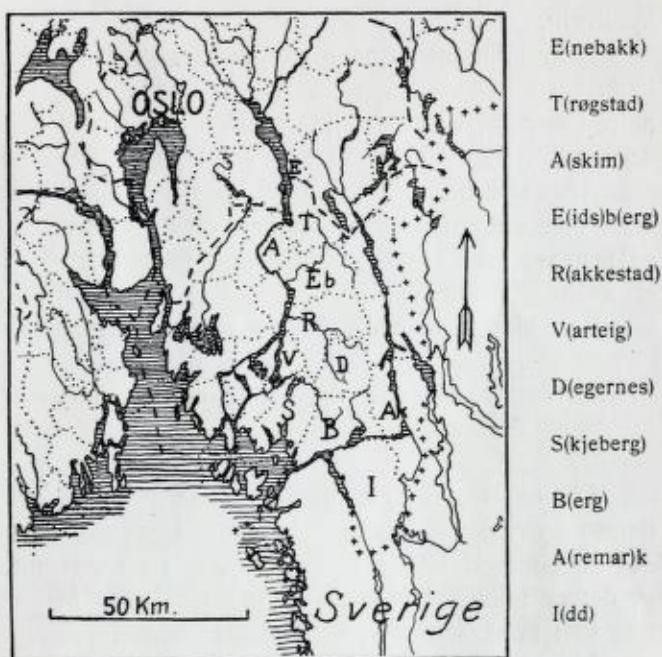 OSLO
E
T
A
Eb
R
V
D
S
B
A
I
50 Km.
Sverige
E(nebakk)
T(røgstad)
A(skim)
E(ids)b(erg)
R(akkestad)
V(arteig)
D(egernes)
S(kjeberg)
B(erg)
A(remar)k
I(dd)